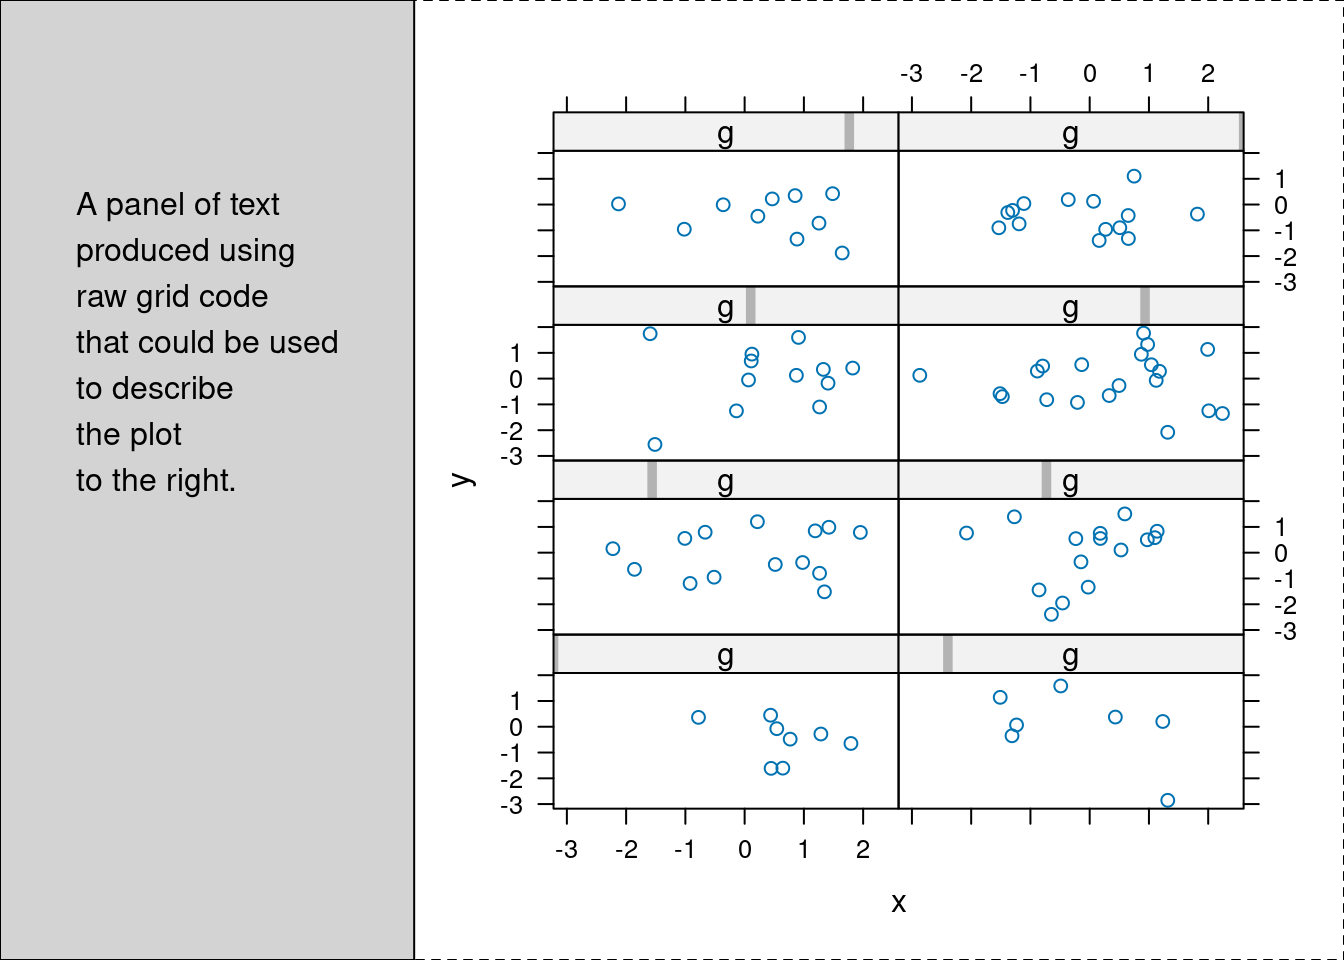 A panel of text
produced using
raw grid code
that could be used
to describe
the plot
to the right.
-3 -2 -1 0 1 2
g g
1
0
-1
-2
-3
g g
1
0
-1
-2
-3
y
g g
1
0
-1
-2
-3
g g
1
0
-1
-2
-3
-3 -2 -1 0 1 2
x